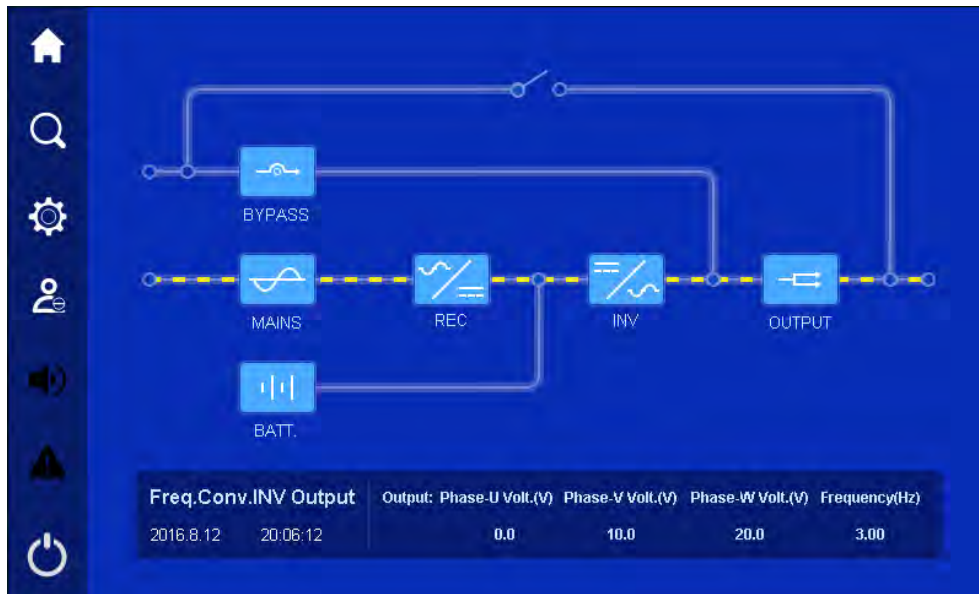 BYPASS
MAINS
REC
INV
OUTPUT
BATT.
Freq.Conv.INV Output
Output: Phase-U Volt.(V) Phase-V Volt.(V) Phase-W Volt.(V) Frequency(Hz)
2016.8.12 20:06:12
0.0 10.0 20.0 3.00